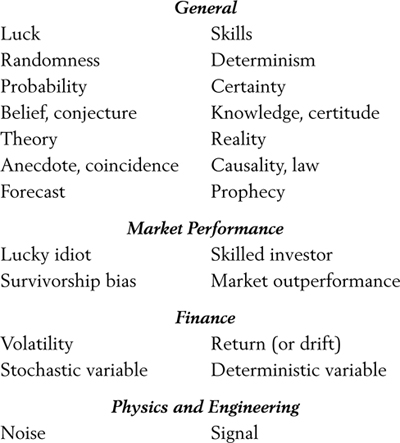 General
Luck Skills
Randomness Determinism
Probability Certainty
Belief, conjecture Knowledge, certitude
Theory Reality
Anecdote, coincidence Causality, law
Forecast Prophecy
Market Performance
Lucky idiot Skilled investor
Survivorship bias Market outperformance
Finance
Volatility Return (or drift)
Stochastic variable Deterministic variable
Physics and Engineering
Noise Signal